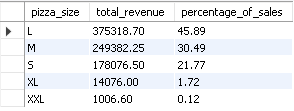 pizza_size total_revenue percentage_of_sales
L 375318.70 45.89
M 249382.25 30.49
S 178076.50 21.77
XL 14076.00 1.72
XXL 1006.60 0.12